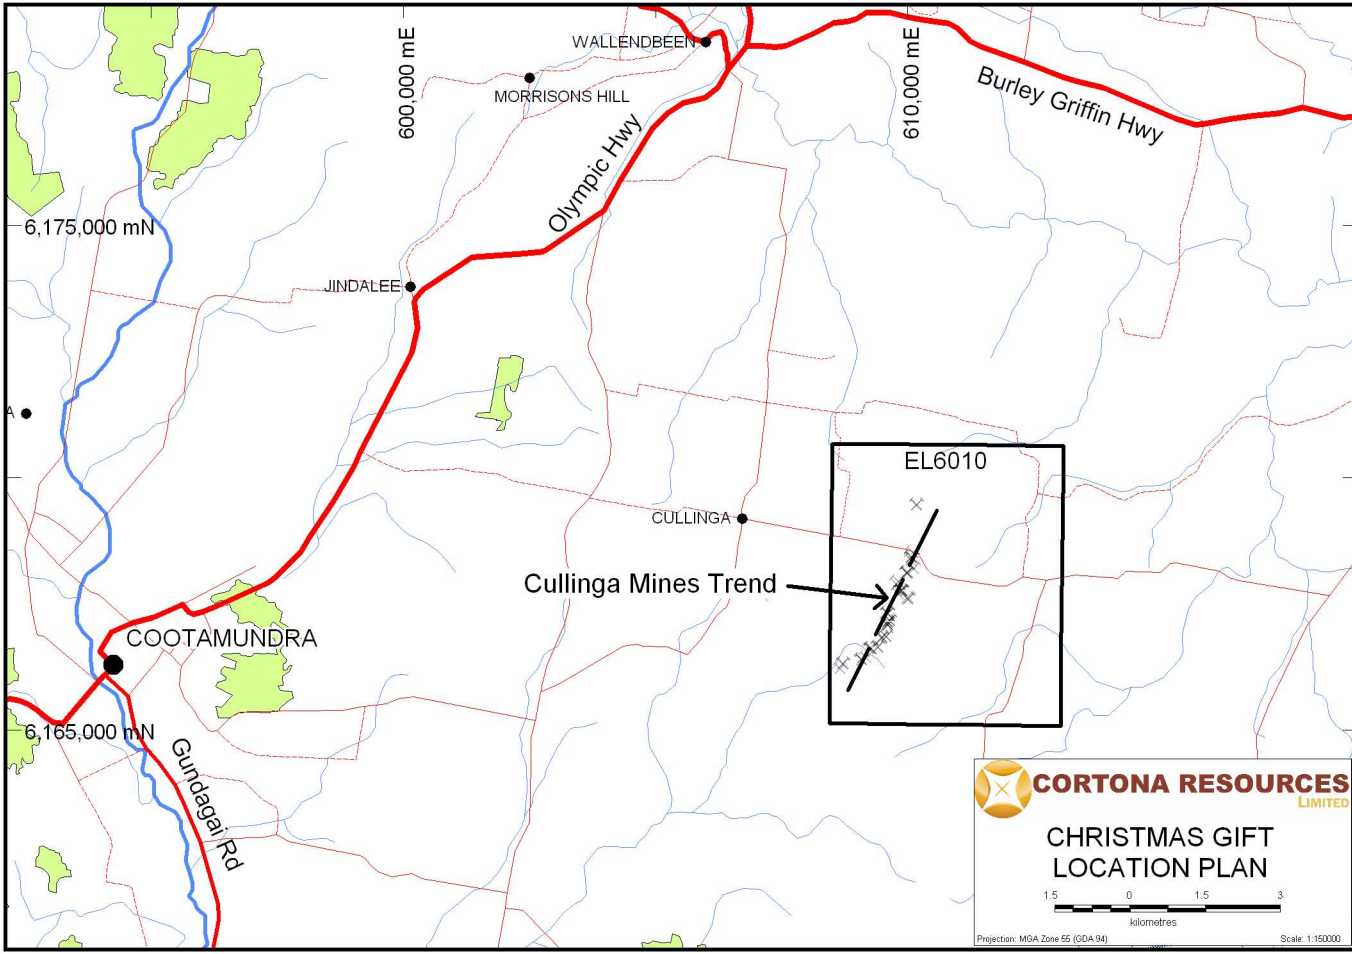 WALLENDBEEN
MORRISONS HILL
600,000 mE
610,000 mE
Burley Griffin Hwy
Olympic Hwy
6,175,000 mN
JINDALEE
A
EL6010
CULLINGA
Cullinga Mines Trend
COOTAMUNDRA
6,165,000 mN
Gundagai Rd
CORTONA RESOURCES
LIMITED
CHRISTMAS GIFT
LOCATION PLAN
1.5 0 1.5 3
kilometres
Projection: MGA Zone 55 (GDA 94) Scale: 1:150000